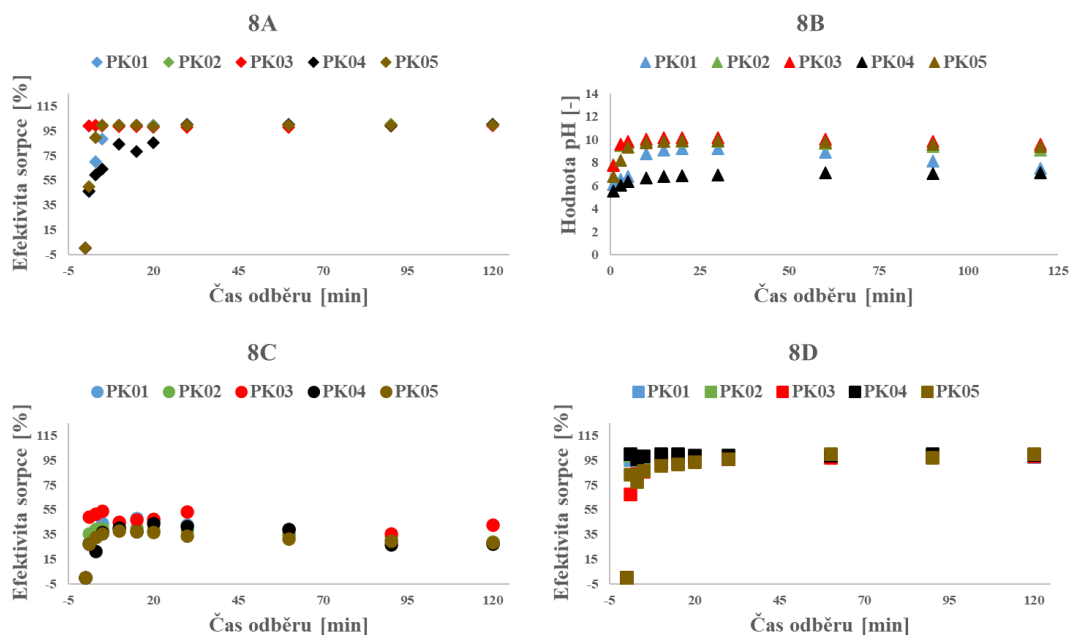 8A
PK01 PK02 PK03 PK04 PK05
Efektivita sorpce [%]
115
95
75
55
35
15
-5
-5 20 45 70 95 120
Čas odběru [min]
8B
PK01 PK02 PK03 PK04 PK05
Hodnota pH [-]
14
12
10
8
6
4
2
0
0 25 50 75 100 125
Čas odběru [min]
8C
PK01 PK02 PK03 PK04 PK05
Efektivita sorpce [%]
115
95
75
55
35
15
-5
-5 20 45 70 95 120
Čas odběru [min]
8D
PK01 PK02 PK03 PK04 PK05
Efektivita sorpce [%]
115
95
75
55
35
15
-5
-5 20 45 70 95 120
Čas odběru [min]